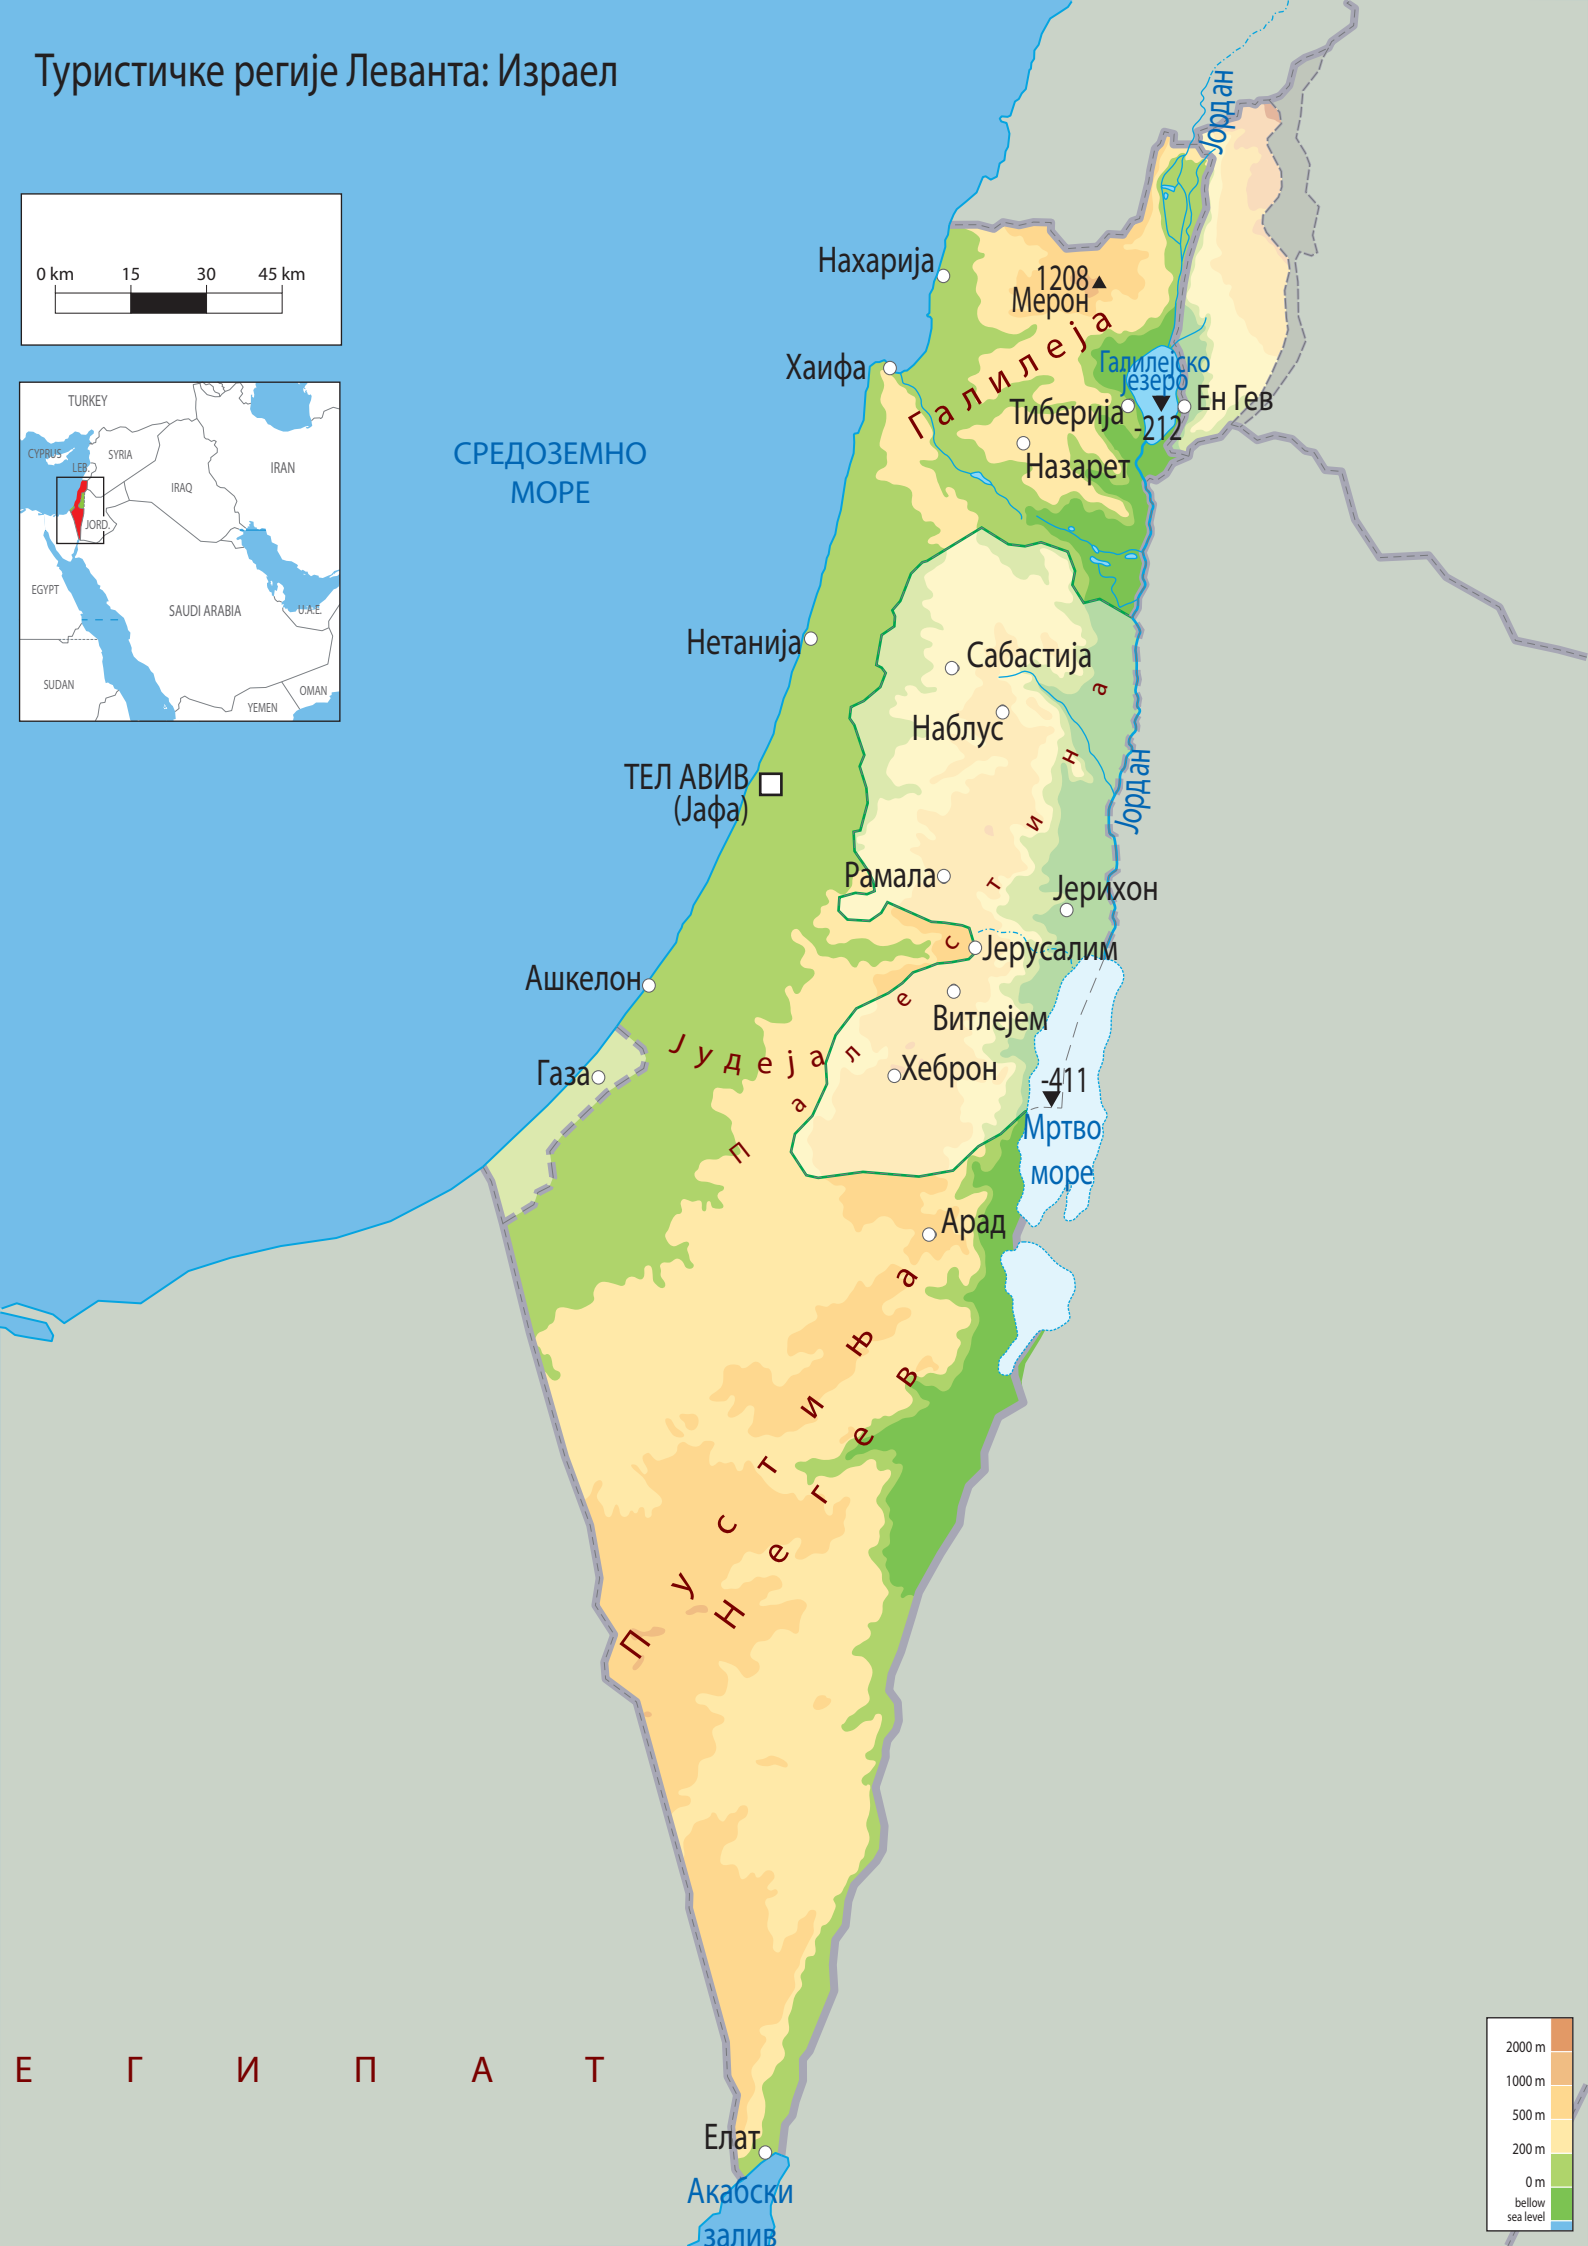 Туристичке регије Леванта: Израел
0 km 15 30 45 km
TURKEY
CYPRUS
LEB.
SYRIA
IRAQ
IRAN
JORD.
EGYPT
SAUDI ARABIA
U.A.E.
SUDAN
OMAN
YEMEN
Јордан
Нахарија
1208
Мерон
Галилеја
Хаифа
Галилејско
језеро
Тиберија
Ен Гев
-212
Назарет
СРЕДОЗЕМНО
МОРЕ
Нетанија
Сабастија
Наблус
ТЕЛ АВИВ
(Јафа)
Јордан
Палестина
Рамала
Јерихон
Јерусалим
Ашкелон
Витлејем
Јудеја
Газа
Хеброн
-411
Мртво
море
Арад
Пустиња
Негев
ЕГИПАТ
Елат
Акабски
залив
2000 m
1000 m
500 m
200 m
0 m
bellow
sea level